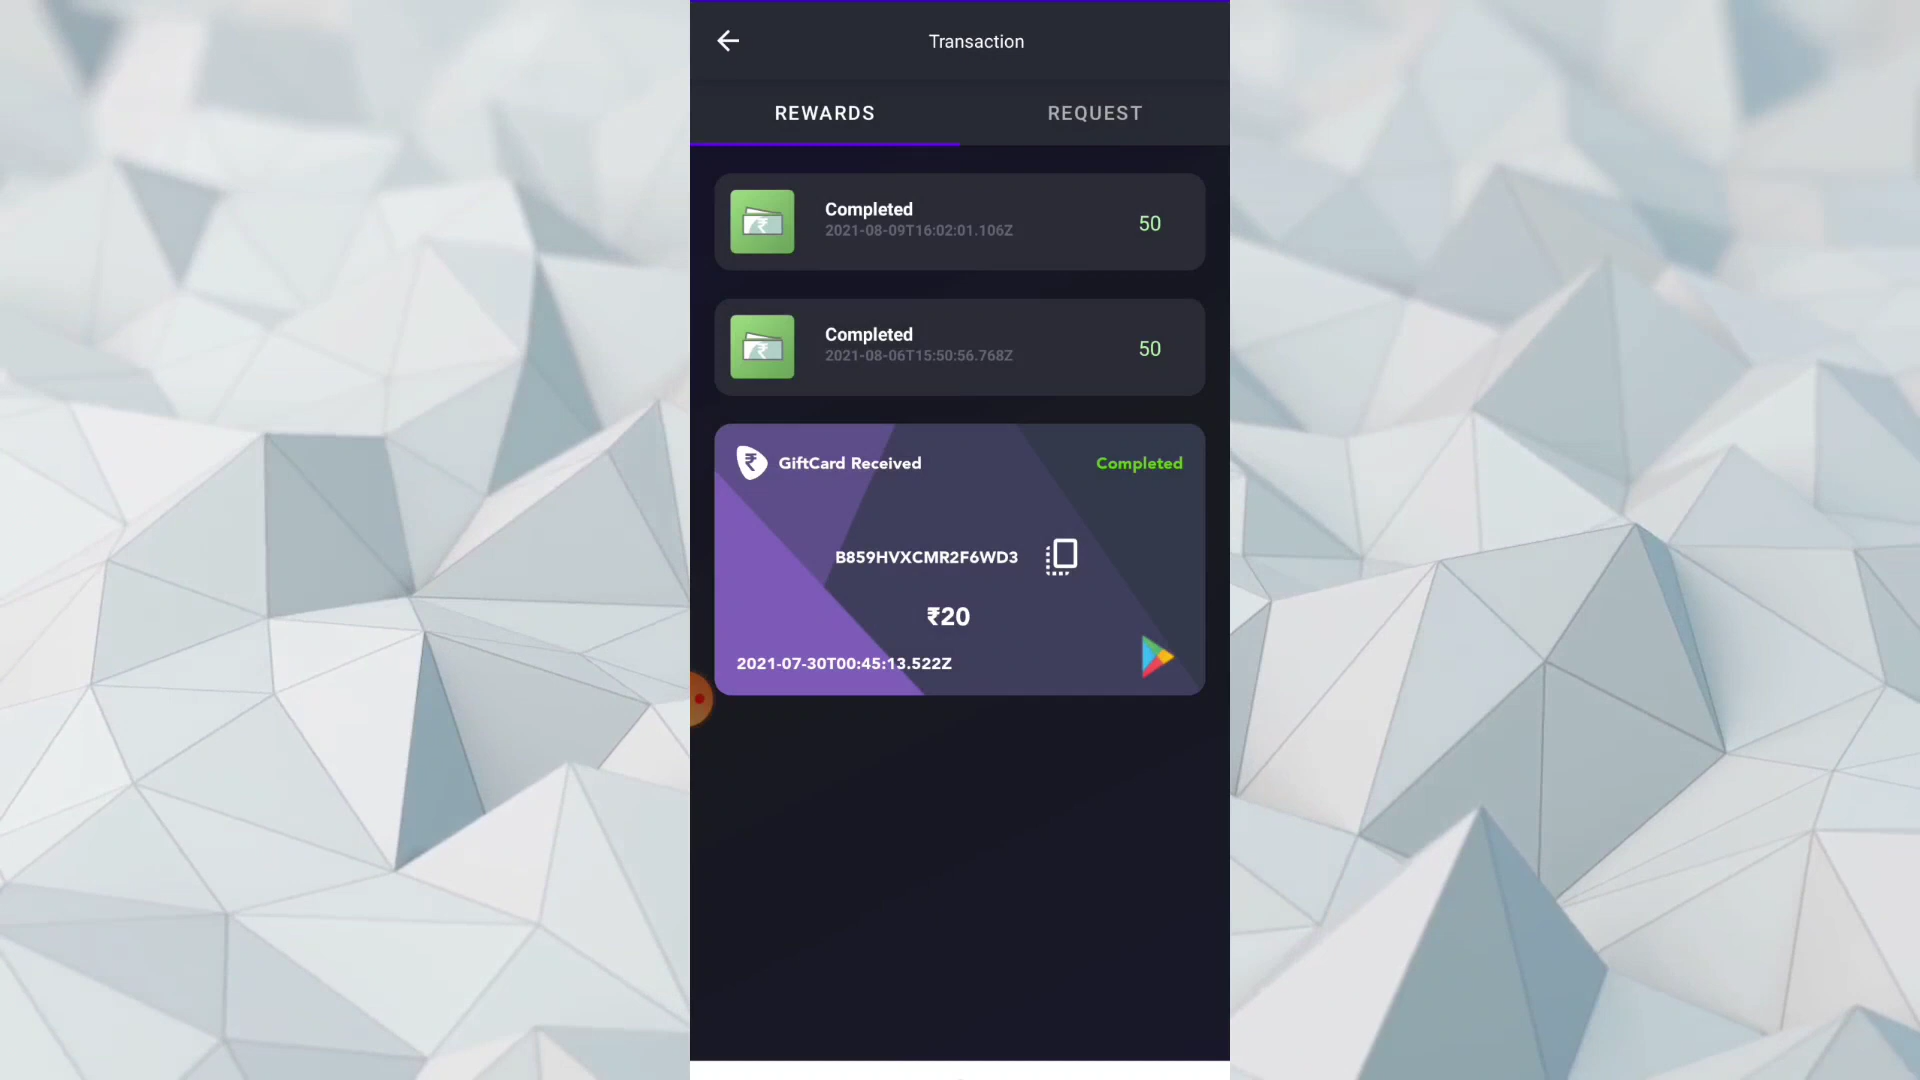 Transaction
REWARDS
REQUEST
Completed
2021-08-09T16:02:01.106Z
50
Completed
2021-08-06T15:50:56.768Z
50
GiftCard Received
Completed
B859HVXCMR2F6WD3
₹20
2021-07-30T00:45:13.522Z